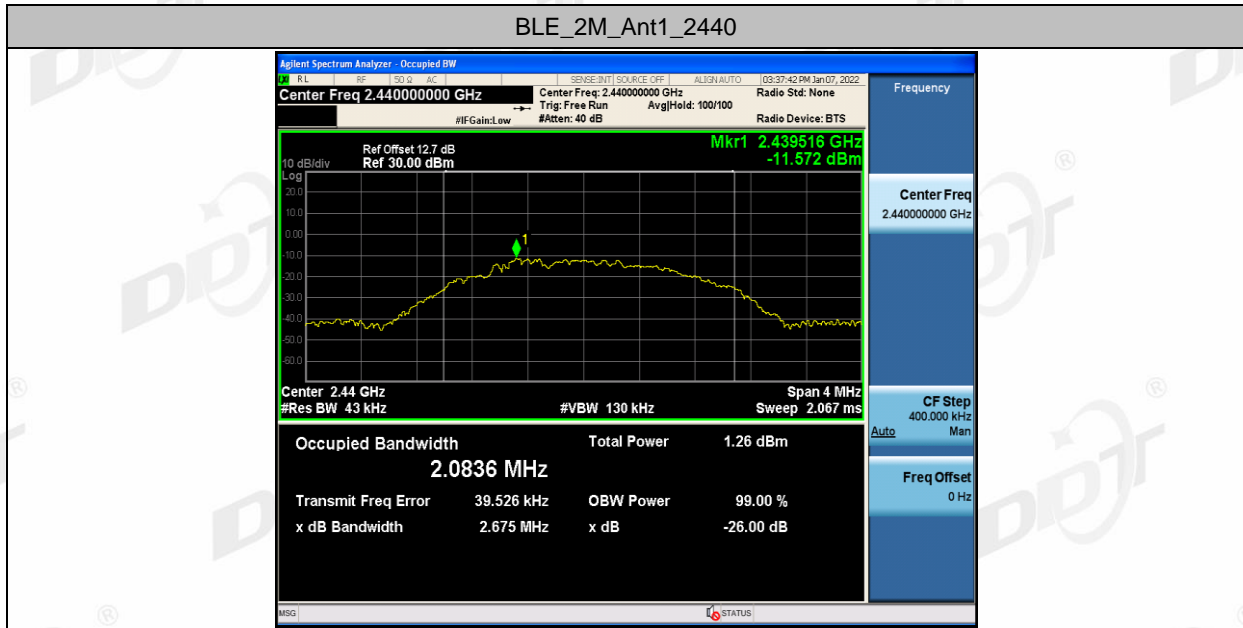 BLE_2M_Ant1_2440
Agilent Spectrum Analyzer - Occupied BW
LXI RL RF 50 Ω AC SENSE:INT SOURCE OFF ALIGN AUTO 03:37:42 PM Jan 07, 2022
Center Freq 2.440000000 GHz Center Freq: 2.440000000 GHz Radio Std: None
Trig: Free Run Avg|Hold: 100/100
#IFGain:Low #Atten: 40 dB Radio Device: BTS
Frequency
Mkr1 2.439516 GHz
-11.572 dBm
Ref Offset 12.7 dB
10 dB/div Ref 30.00 dBm
Log
20.0
10.0
0.00
-10.0
-20.0
-30.0
-40.0
-50.0
-60.0
1
Center 2.44 GHz Span 4 MHz
#Res BW 43 kHz #VBW 130 kHz Sweep 2.067 ms
Center Freq
2.440000000 GHz
CF Step
400.000 kHz
Auto Man
Freq Offset
0 Hz
Occupied Bandwidth Total Power 1.26 dBm
2.0836 MHz
Transmit Freq Error 39.526 kHz OBW Power 99.00 %
x dB Bandwidth 2.675 MHz x dB -26.00 dB
MSG STATUS
DDT
®